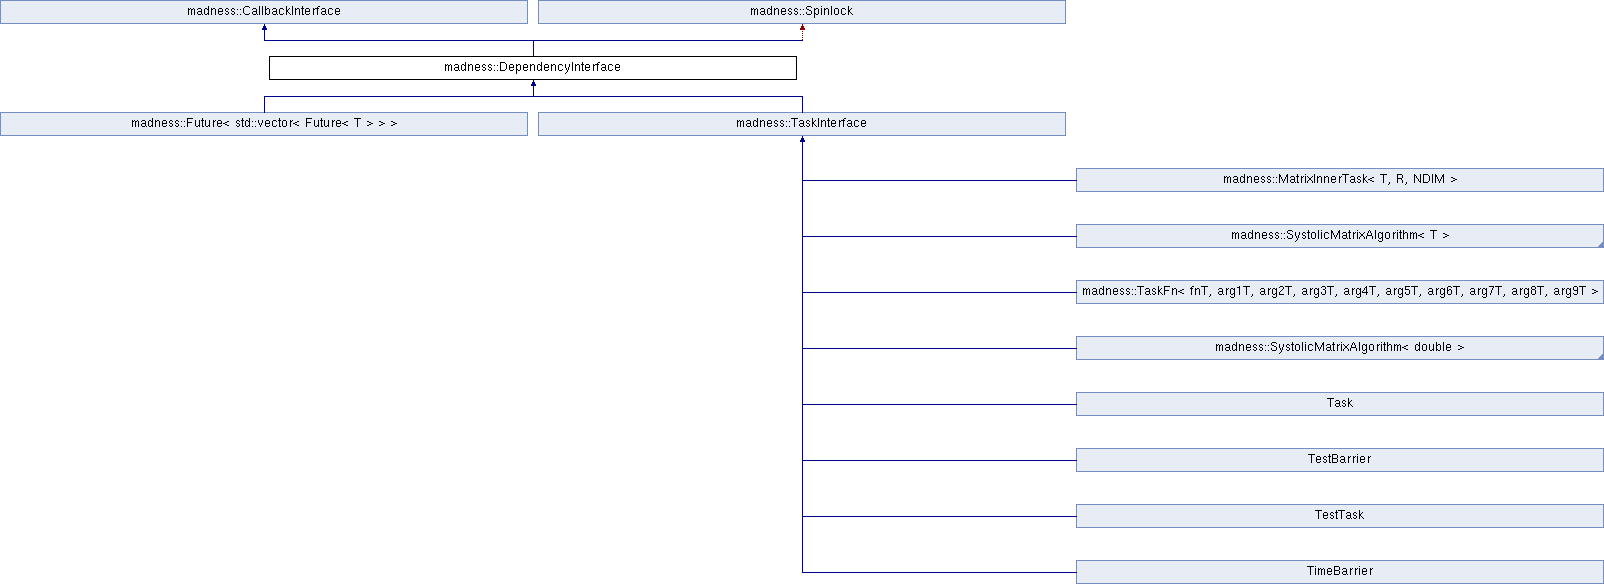 madness::CallbackInterface
madness::Spinlock
madness::DependencyInterface
madness::Future< std::vector< Future< T > > >
madness::TaskInterface
madness::MatrixInnerTask< T, R, NDIM >
madness::SystolicMatrixAlgorithm< T >
madness::TaskFn< fnT, arg1T, arg2T, arg3T, arg4T, arg5T, arg6T, arg7T, arg8T, arg9T >
madness::SystolicMatrixAlgorithm< double >
Task
TestBarrier
TestTask
TimeBarrier